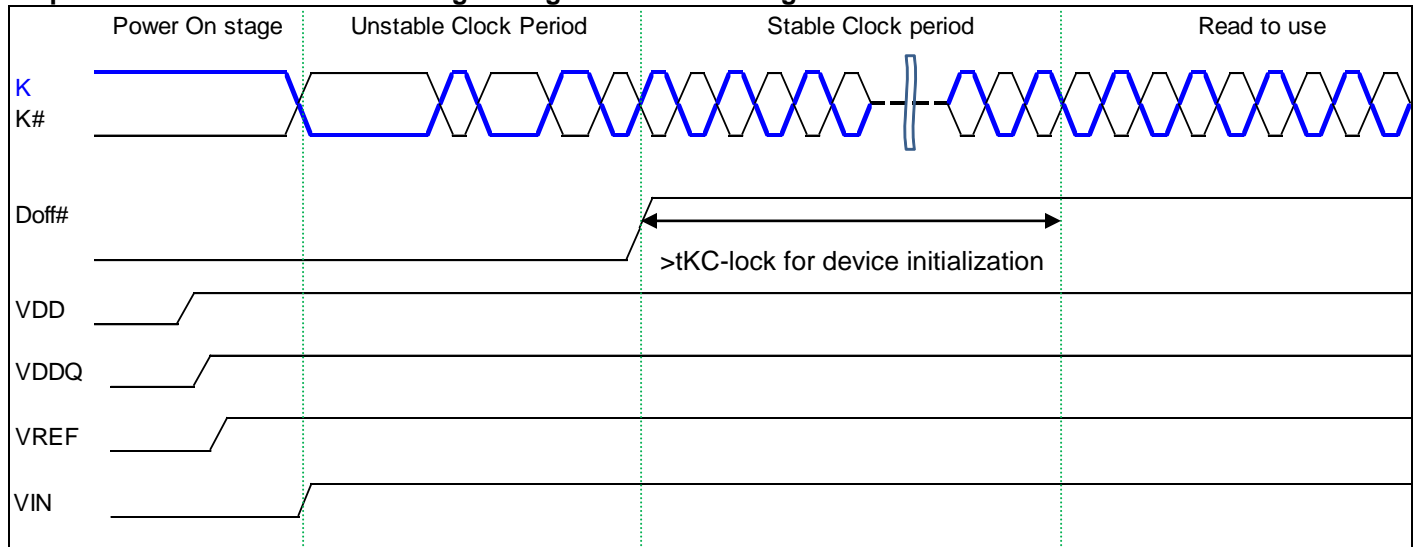 Power On stage
Unstable Clock Period
Stable Clock period
Read to use
K
K#
Doff#
>tKC-lock for device initialization
VDD
VDDQ
VREF
VIN